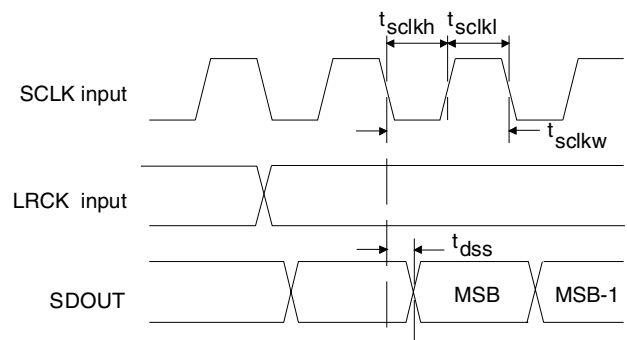 tsclkh tsclkl
SCLK input
tsclkw
LRCK input
tdss
SDOUT MSB MSB-1